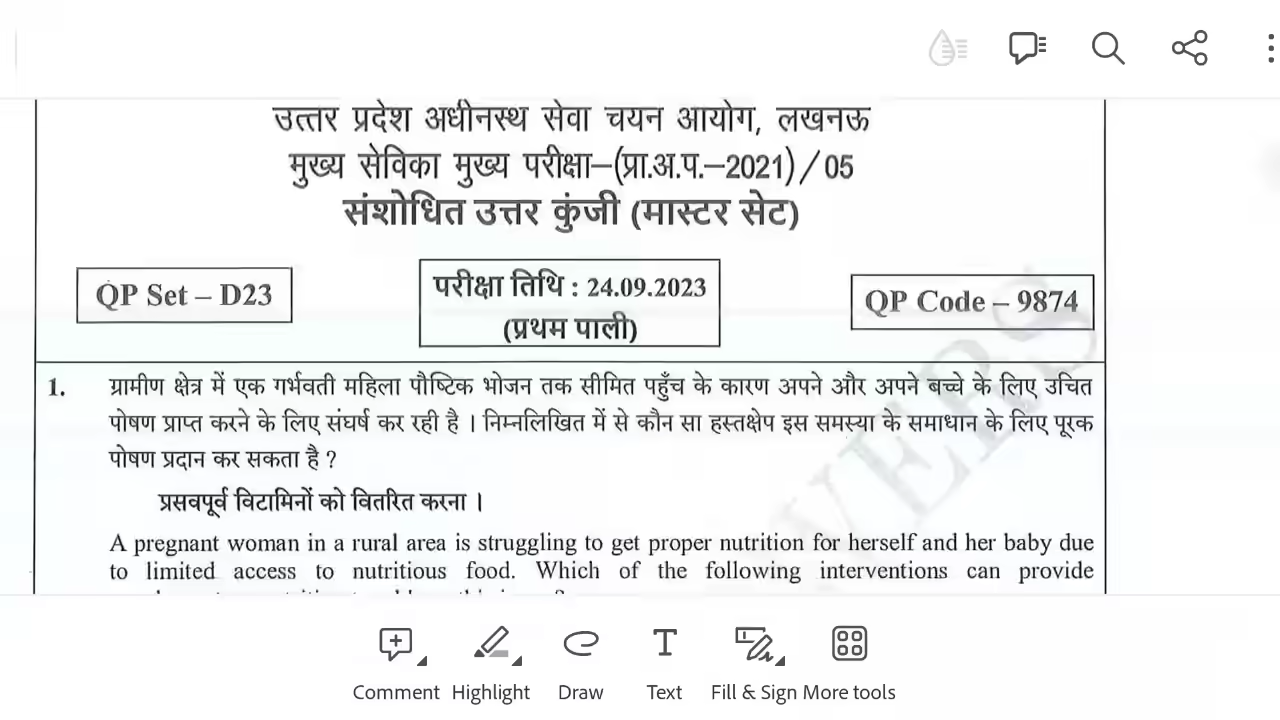 उत्तर प्रदेश अधीनस्थ सेवा चयन आयोग, लखनऊ
मुख्य सेविका मुख्य परीक्षा–(प्रा.अ.प.–2021)/05
संशोधित उत्तर कुंजी (मास्टर सेट)
QP Set – D23
परीक्षा तिथि : 24.09.2023
(प्रथम पाली)
QP Code – 9874
1. ग्रामीण क्षेत्र में एक गर्भवती महिला पौष्टिक भोजन तक सीमित पहुँच के कारण अपने और अपने बच्चे के लिए उचित
पोषण प्राप्त करने के लिए संघर्ष कर रही है । निम्नलिखित में से कौन सा हस्तक्षेप इस समस्या के समाधान के लिए पूरक
पोषण प्रदान कर सकता है ?
प्रसवपूर्व विटामिनों को वितरित करना ।
A pregnant woman in a rural area is struggling to get proper nutrition for herself and her baby due
to limited access to nutritious food. Which of the following interventions can provide
Comment Highlight Draw Text Fill & Sign More tools